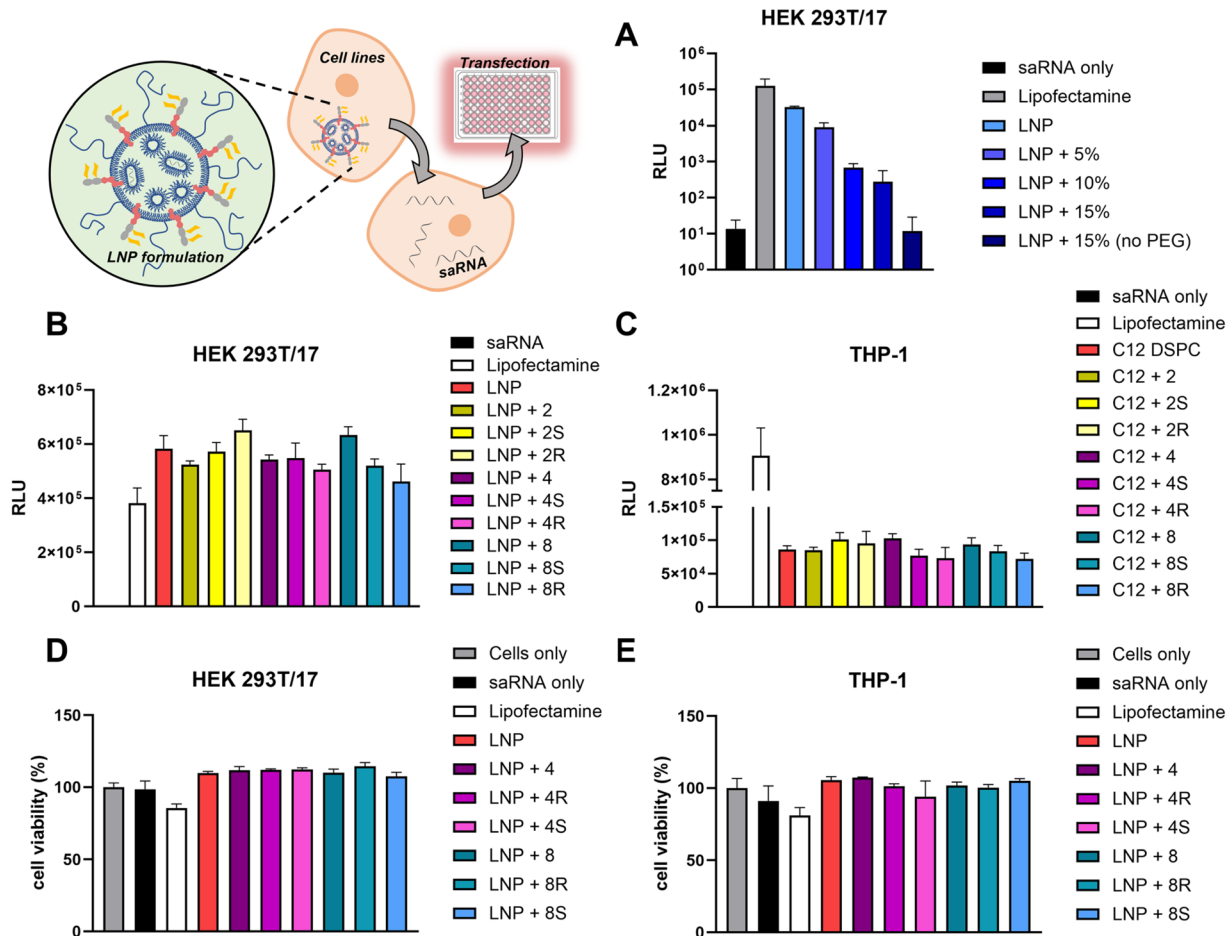 Cell lines
Transfection
LNP formulation
saRNA
A
HEK 293T/17
RLU
10⁶
10⁵
10⁴
10³
10²
10¹
10⁰
saRNA only
Lipofectamine
LNP
LNP + 5%
LNP + 10%
LNP + 15%
LNP + 15% (no PEG)
B
HEK 293T/17
RLU
8×10⁵
6×10⁵
4×10⁵
2×10⁵
0
saRNA
Lipofectamine
LNP
LNP + 2
LNP + 2S
LNP + 2R
LNP + 4
LNP + 4S
LNP + 4R
LNP + 8
LNP + 8S
LNP + 8R
C
THP-1
RLU
1.2×10⁶
1×10⁶
8×10⁵
1.5×10⁵
1×10⁵
5×10⁴
0
saRNA only
Lipofectamine
C12 DSPC
C12 + 2
C12 + 2S
C12 + 2R
C12 + 4
C12 + 4S
C12 + 4R
C12 + 8
C12 + 8S
C12 + 8R
D
HEK 293T/17
cell viability (%)
150
100
50
0
Cells only
saRNA only
Lipofectamine
LNP
LNP + 4
LNP + 4R
LNP + 4S
LNP + 8
LNP + 8R
LNP + 8S
E
THP-1
cell viability (%)
150
100
50
0
Cells only
saRNA only
Lipofectamine
LNP
LNP + 4
LNP + 4R
LNP + 4S
LNP + 8
LNP + 8R
LNP + 8S